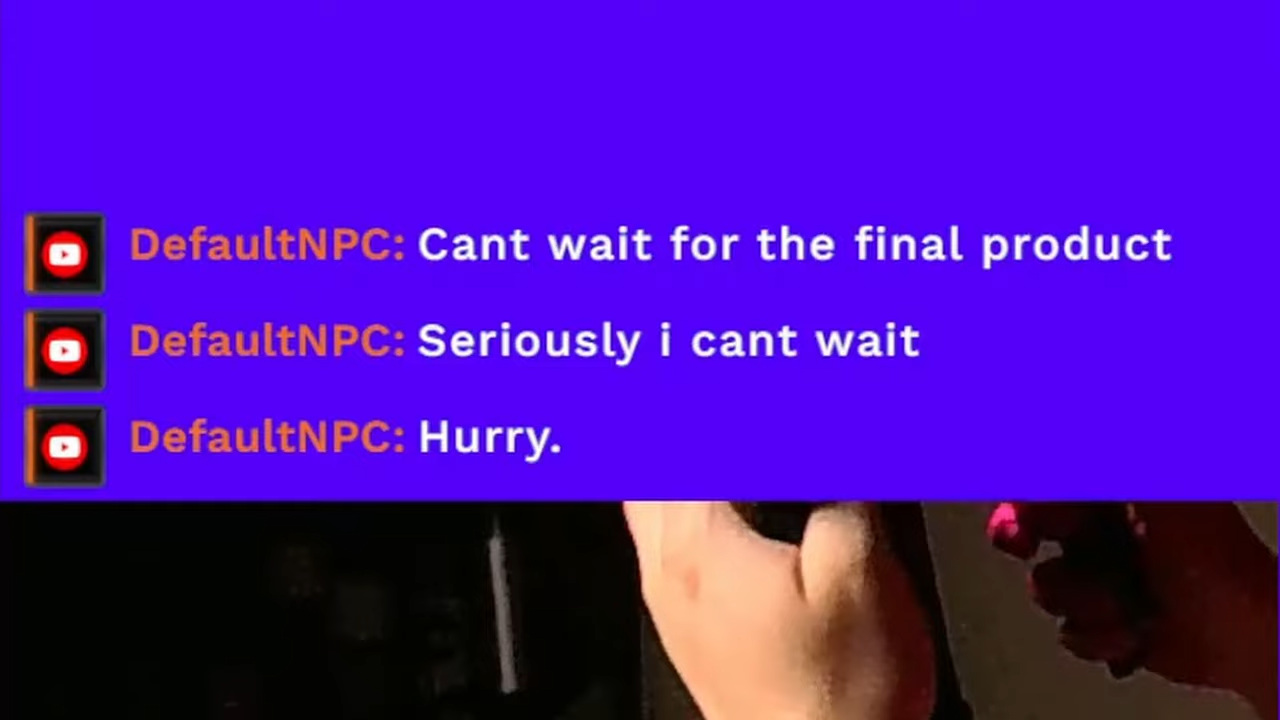 DefaultNPC: Cant wait for the final product
DefaultNPC: Seriously i cant wait
DefaultNPC: Hurry.